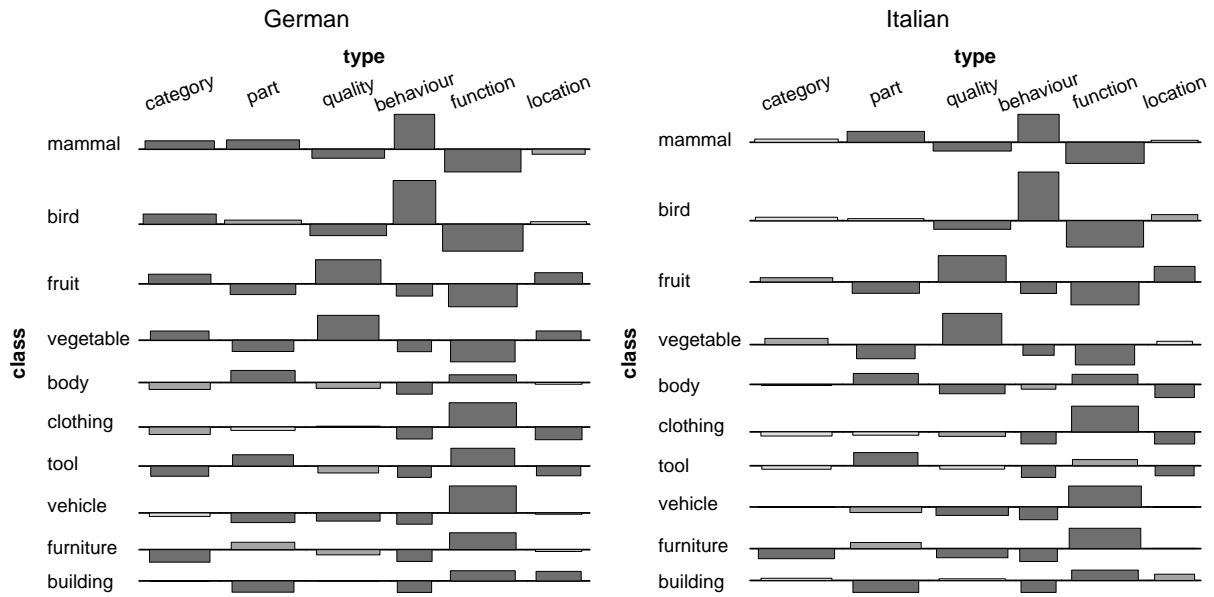 German
type
category part quality behaviour function location
class
mammal
bird
fruit
vegetable
body
clothing
tool
vehicle
furniture
building
Italian
type
category part quality behaviour function location
class
mammal
bird
fruit
vegetable
body
clothing
tool
vehicle
furniture
building